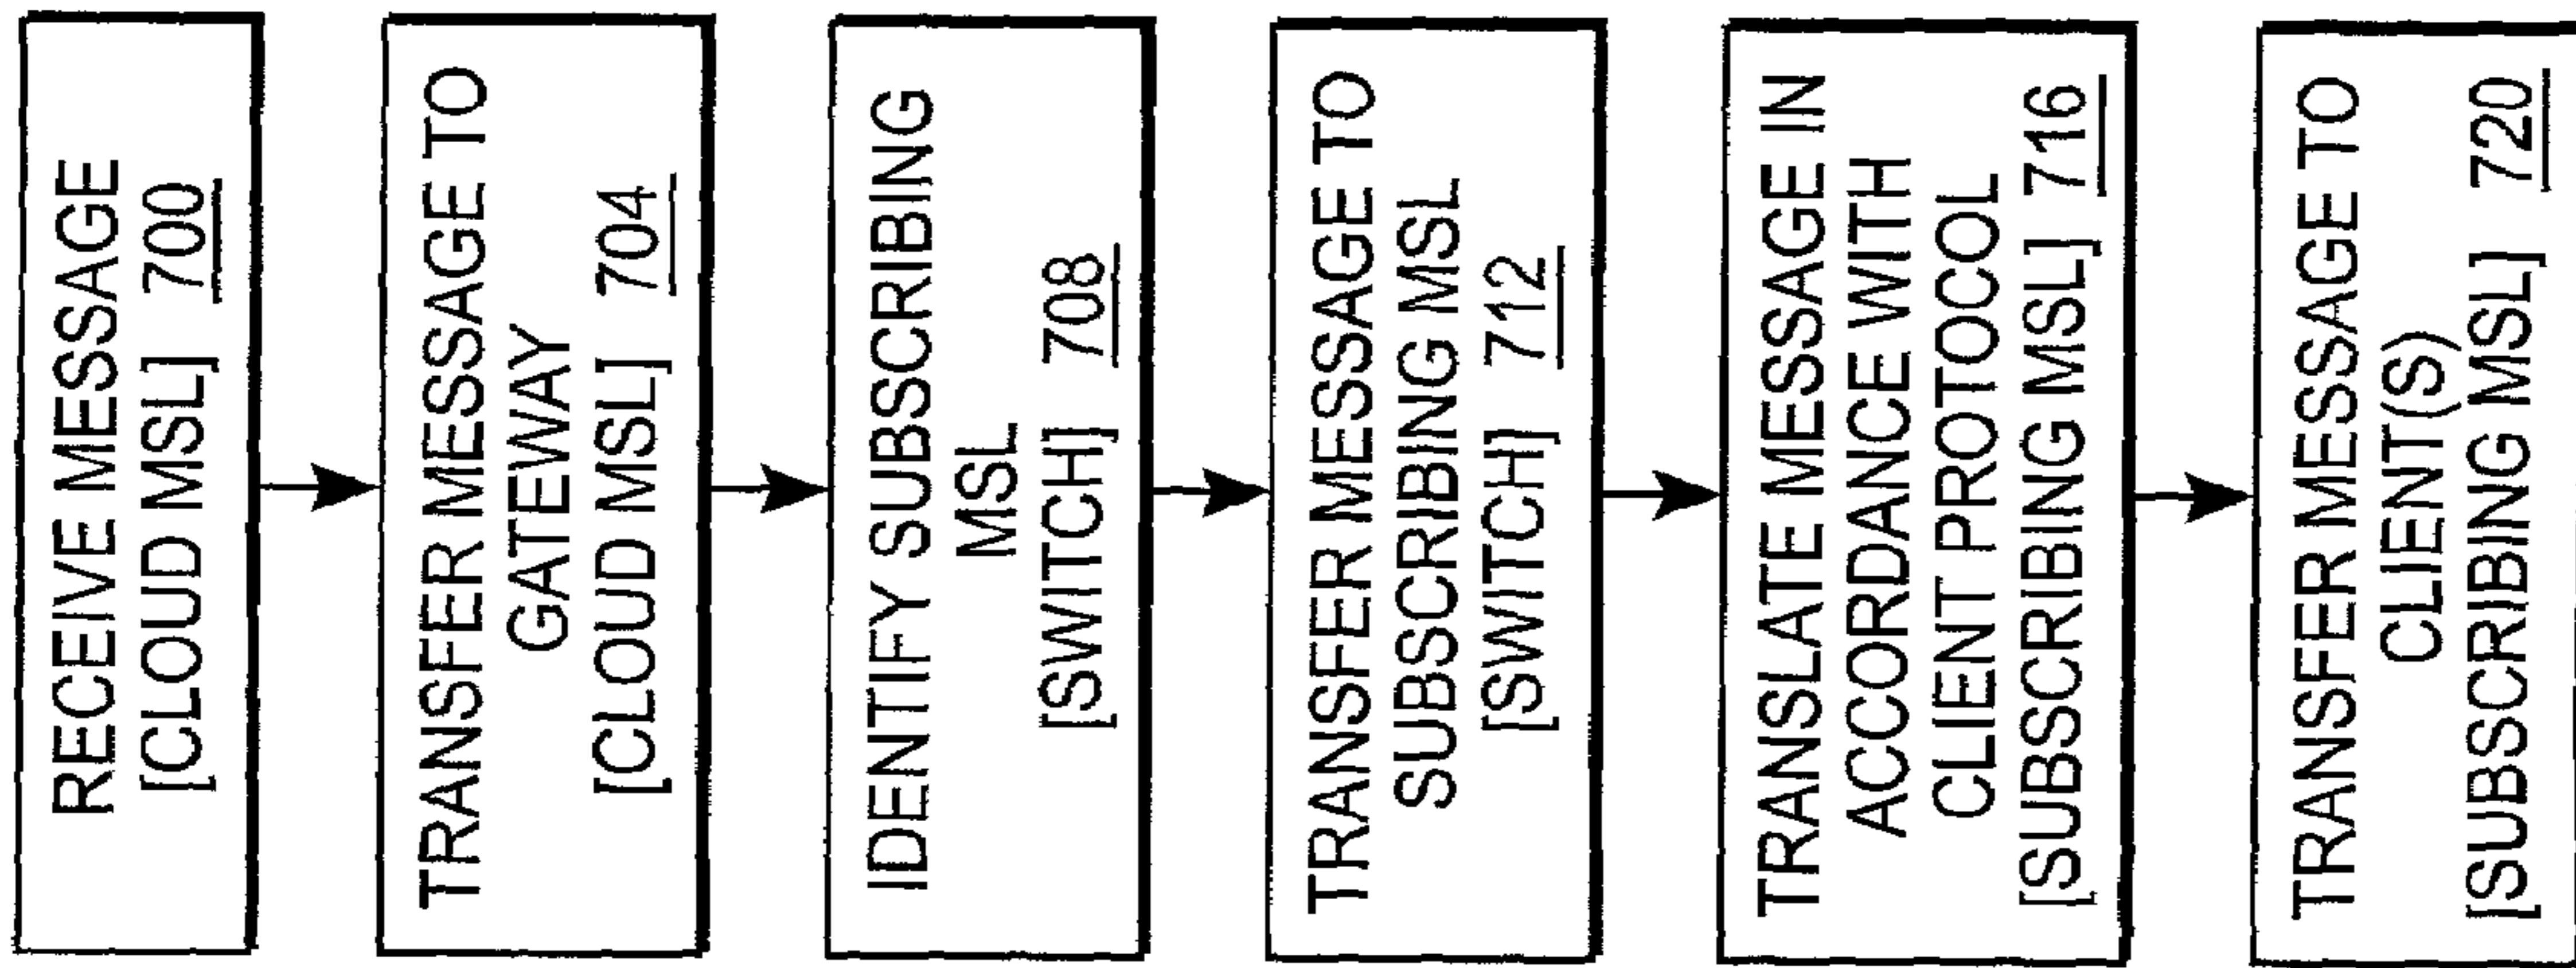 RECEIVE MESSAGE
[CLOUD MSL] 700
TRANSFER MESSAGE TO
GATEWAY
[CLOUD MSL] 704
IDENTIFY SUBSCRIBING
MSL
[SWITCH] 708
TRANSFER MESSAGE TO
SUBSCRIBING MSL
[SWITCH] 712
TRANSLATE MESSAGE IN
ACCORDANCE WITH
CLIENT PROTOCOL
[SUBSCRIBING MSL] 716
TRANSFER MESSAGE TO
CLIENT(S)
[SUBSCRIBING MSL] 720